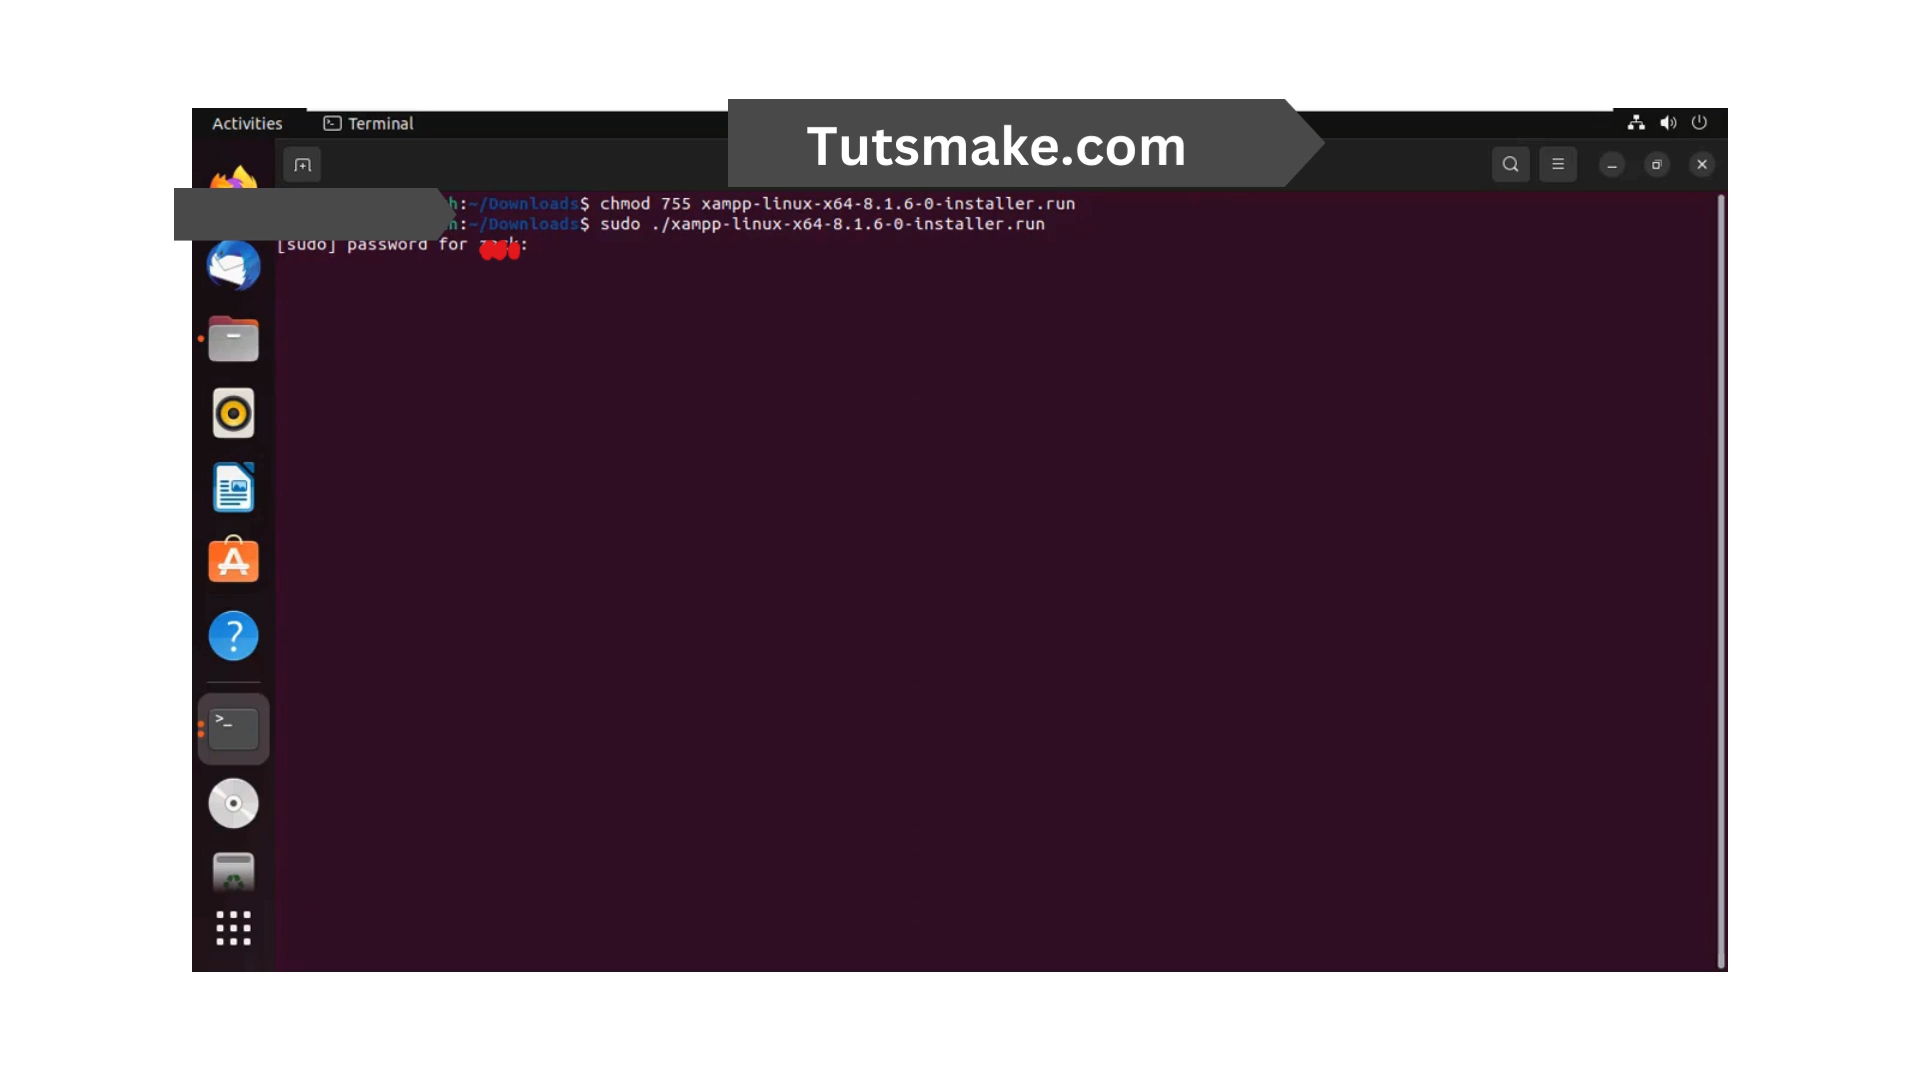 Activities
Terminal
Tutsmake.com
h:~/Downloads$ chmod 755 xampp-linux-x64-8.1.6-0-installer.run
h:~/Downloads$ sudo ./xampp-linux-x64-8.1.6-0-installer.run
[sudo] password for